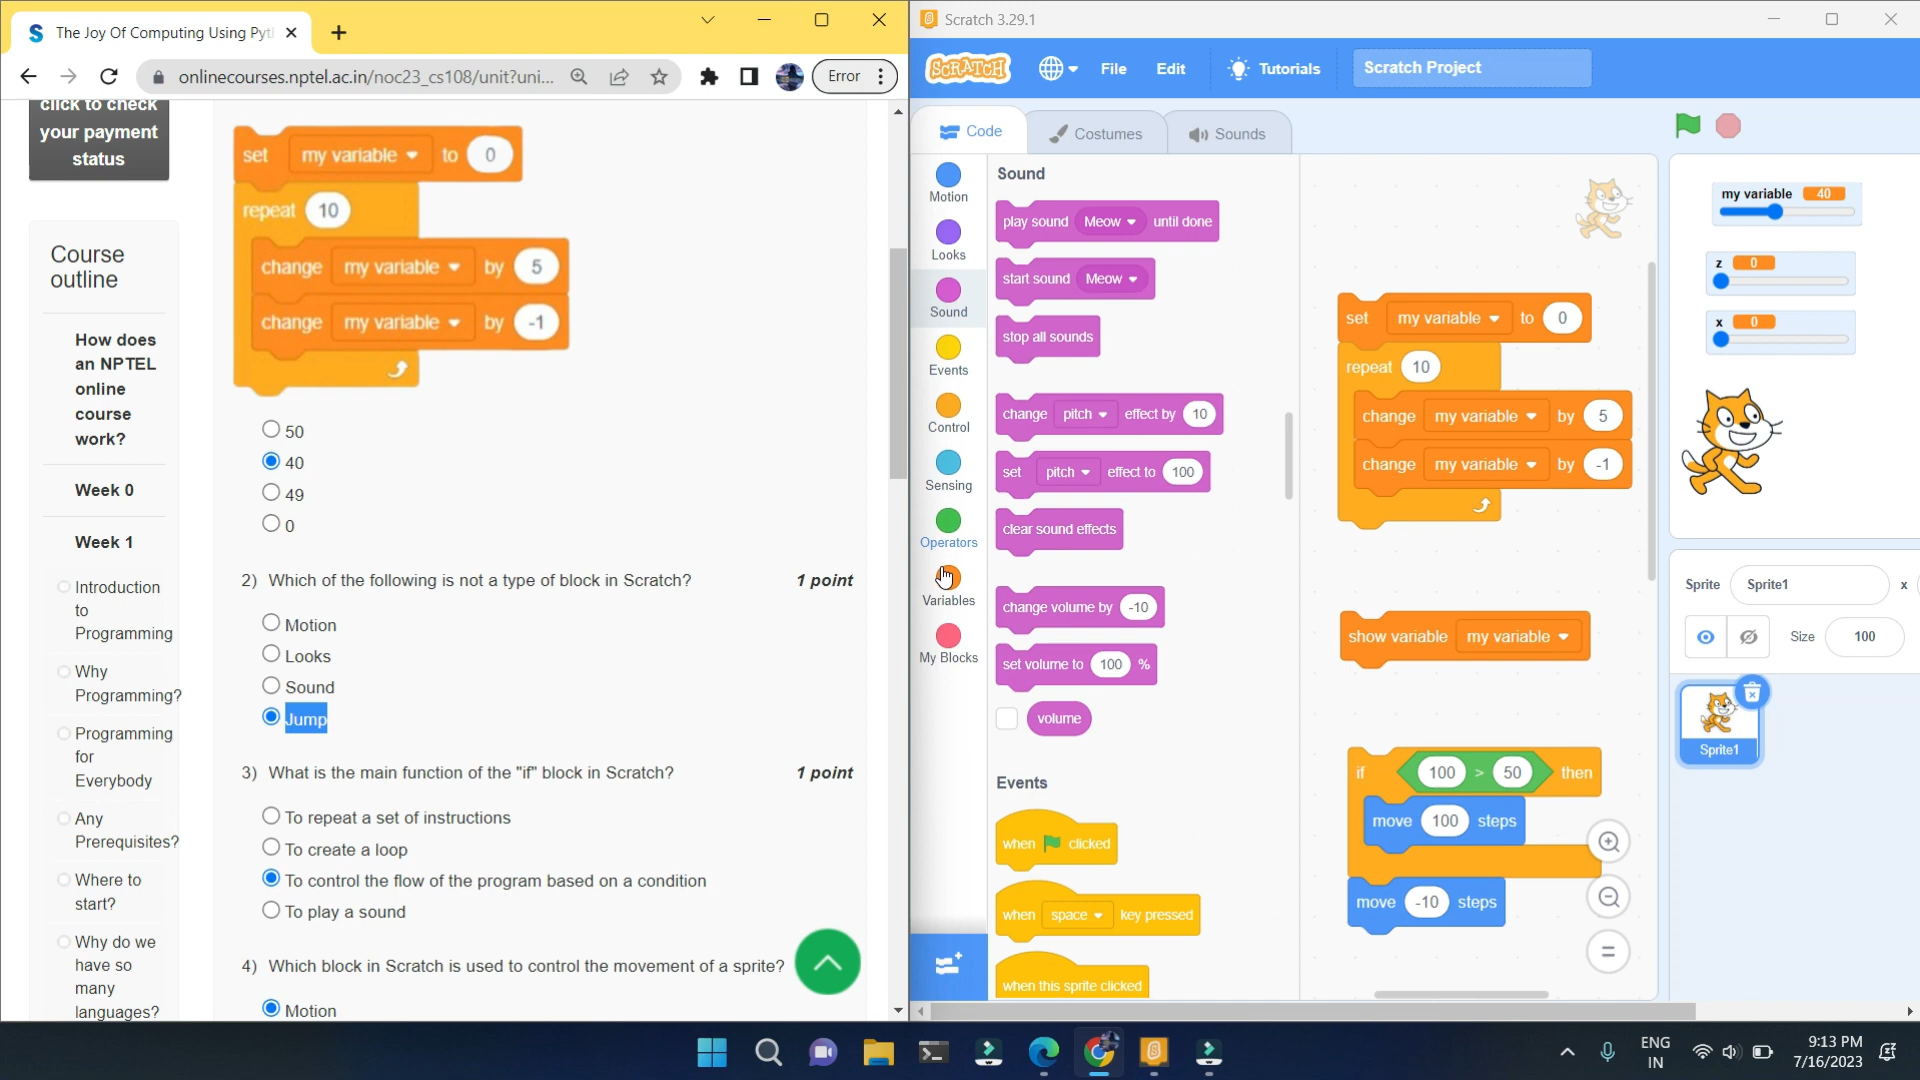 The Joy Of Computing Using Pyt
onlinecourses.nptel.ac.in/noc23_cs108/unit?uni...
Error
click to check
your payment
status
Course
outline
How does
an NPTEL
online
course
work?
Week 0
Week 1
Introduction
to
Programming
Why
Programming?
Programming
for
Everybody
Any
Prerequisites?
Where to
start?
Why do we
have so
many
languages?
set my variable to 0
repeat 10
change my variable by 5
change my variable by -1
50
40
49
0
2) Which of the following is not a type of block in Scratch? 1 point
Motion
Looks
Sound
Jump
3) What is the main function of the "if" block in Scratch? 1 point
To repeat a set of instructions
To create a loop
To control the flow of the program based on a condition
To play a sound
4) Which block in Scratch is used to control the movement of a sprite?
Motion
Scratch 3.29.1
SCRATCH File Edit Tutorials Scratch Project
Code Costumes Sounds
Motion
Looks
Sound
Events
Control
Sensing
Operators
Variables
My Blocks
Sound
play sound Meow until done
start sound Meow
stop all sounds
change pitch effect by 10
set pitch effect to 100
clear sound effects
change volume by -10
set volume to 100 %
volume
Events
when clicked
when space key pressed
when this sprite clicked
set my variable to 0
repeat 10
change my variable by 5
change my variable by -1
show variable my variable
if 100 > 50 then
move 100 steps
move -10 steps
my variable 40
z 0
x 0
Sprite Sprite1 x
Size 100
Sprite1
ENG
IN
9:13 PM
7/16/2023